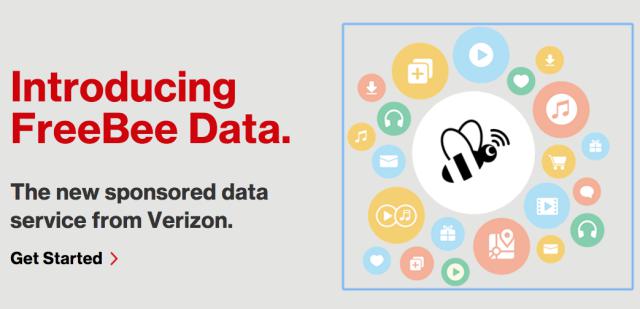 Introducing
FreeBee Data.
The new sponsored data
service from Verizon.
Get Started